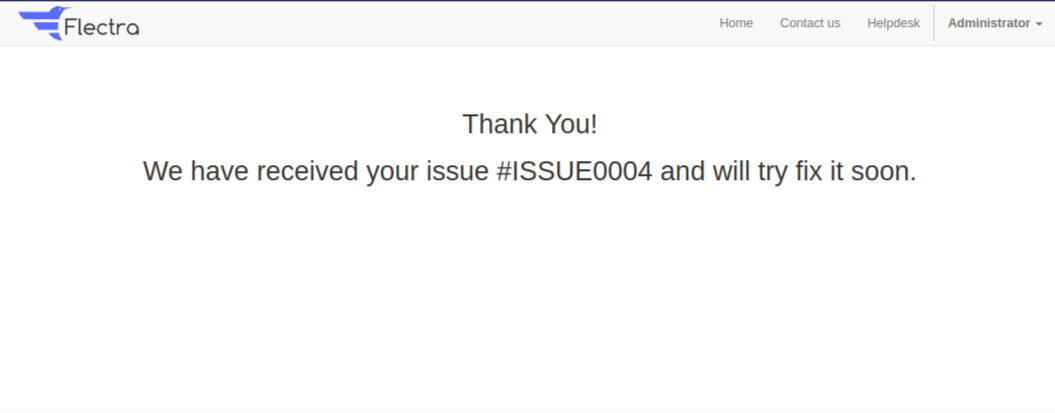 Flectra
Home Contact us Helpdesk Administrator
Thank You!
We have received your issue #ISSUE0004 and will try fix it soon.